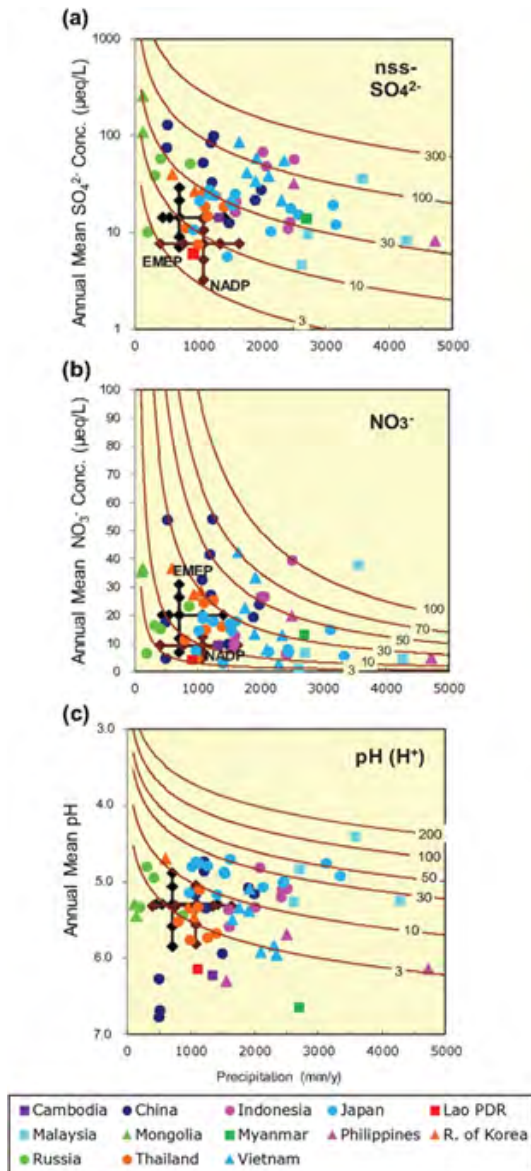 (a)
nss-
SO4²⁻
Annual Mean SO₄²⁻ Conc. (μeq/L)
1000
100
10
1
300
100
30
10
3
EMEP
NADP
0 1000 2000 3000 4000 5000
(b)
NO₃⁻
Annual Mean NO₃⁻ Conc. (μeq/L)
100
90
80
70
60
50
40
30
20
10
0
EMEP
NADP
100
70
50
30
10
3
0 1000 2000 3000 4000 5000
(c)
pH (H⁺)
Annual Mean pH
3.0
4.0
5.0
6.0
7.0
200
100
50
30
10
3
0 1000 2000 3000 4000 5000
Precipitation (mm/y)
Cambodia China Indonesia Japan Lao PDR
Malaysia Mongolia Myanmar Philippines R. of Korea
Russia Thailand Vietnam